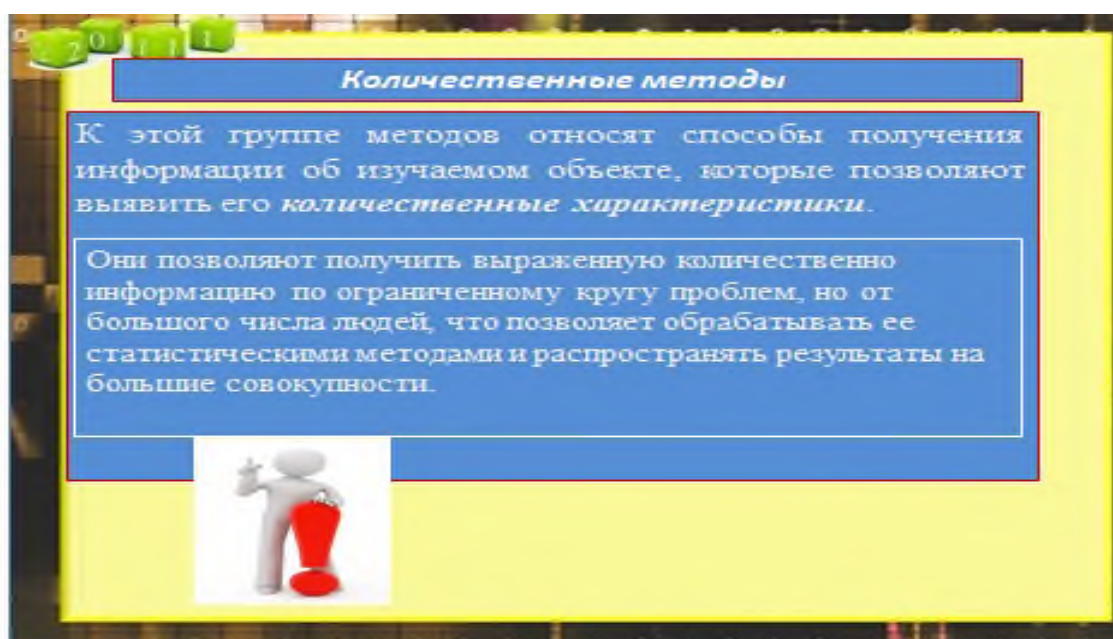 Количественные методы
К этой группе методов относят способы получения
информации об изучаемом объекте, которые позволяют
выявить его количественные характеристики.
Они позволяют получить выраженную количественно
информацию по ограниченному кругу проблем, но от
большого числа людей, что позволяет обрабатывать ее
статистическими методами и распространять результаты на
большие совокупности.